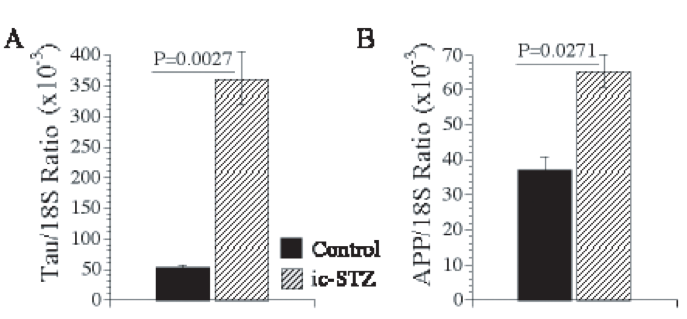 A
Tau/18S Ratio (x10⁻³)
400
350
300
250
200
150
100
50
0
P=0.0027
Control
ic-STZ
B
APP/18S Ratio (x10⁻³)
70
60
50
40
30
20
10
0
P=0.0271